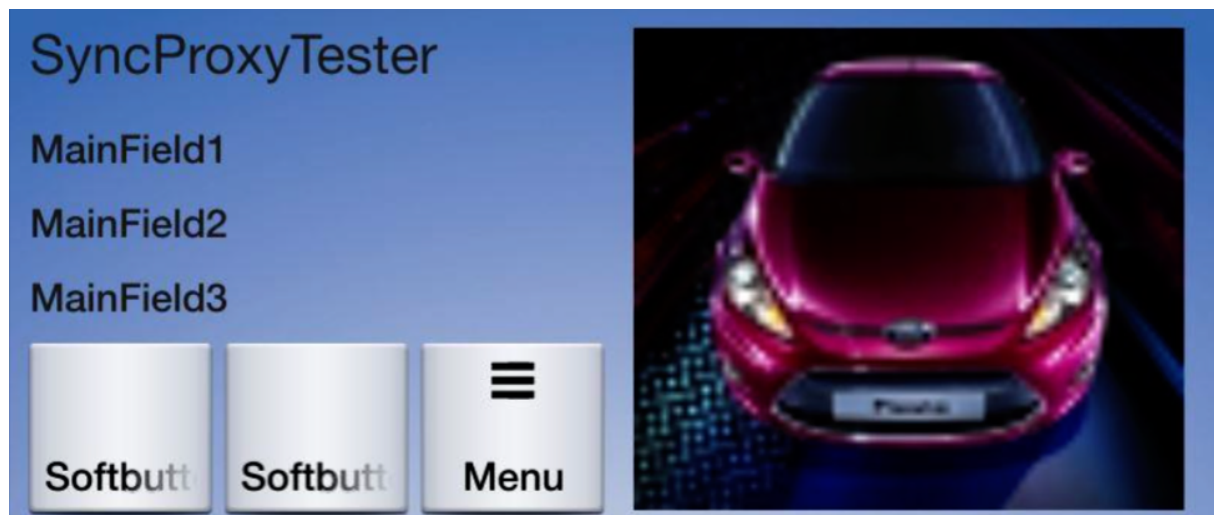 SyncProxyTester
MainField1
MainField2
MainField3
Softbutt Softbutt Menu